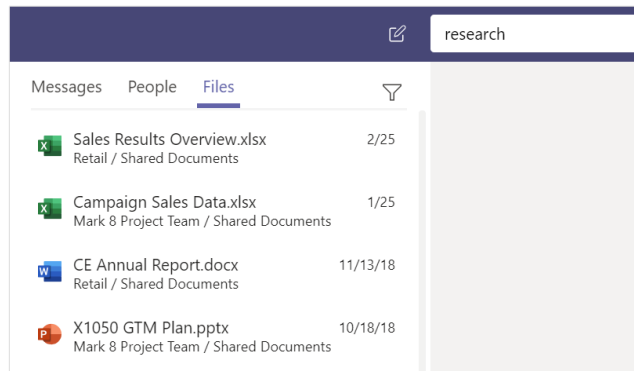 research
Messages People Files
Sales Results Overview.xlsx 2/25
Retail / Shared Documents
Campaign Sales Data.xlsx 1/25
Mark 8 Project Team / Shared Documents
CE Annual Report.docx 11/13/18
Retail / Shared Documents
X1050 GTM Plan.pptx 10/18/18
Mark 8 Project Team / Shared Documents